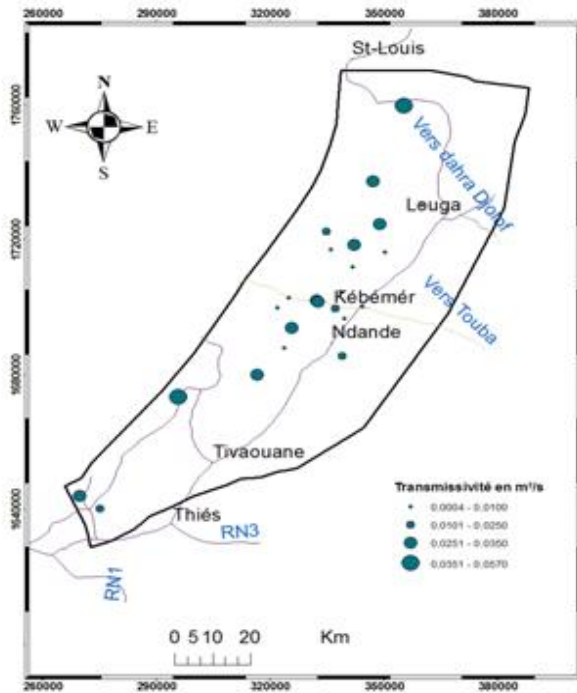 260000 290000 320000 350000 380000
St-Louis
1760000
N
W E
S
Vers dahra Djolof
Leuga
1720000
Vers Touba
Kébémér
Ndande
1680000
Tivaouane
Transmissivité en m²/s
0,0004 - 0,0100
0,0101 - 0,0250
0,0251 - 0,0350
0,0351 - 0,0570
1640000
Thiés
RN3
RN1
0 5 10 20 Km
260000 290000 320000 350000 380000